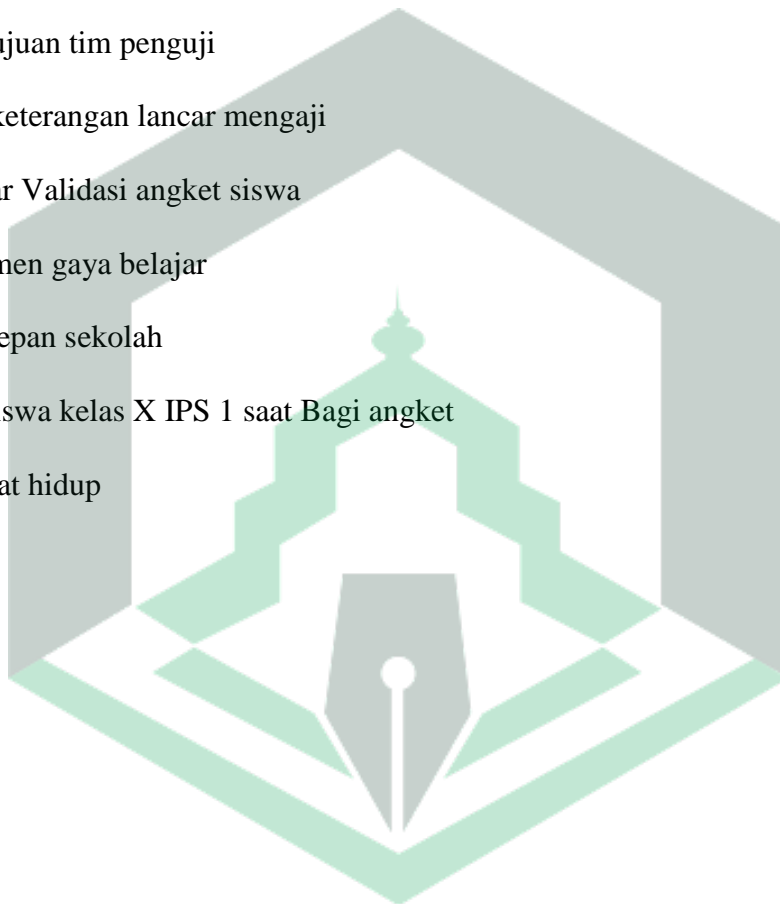 ujuan tim penguji
keterangan lancar mengaji
ar Validasi angket siswa
men gaya belajar
epan sekolah
iswa kelas X IPS 1 saat Bagi angket
at hidup